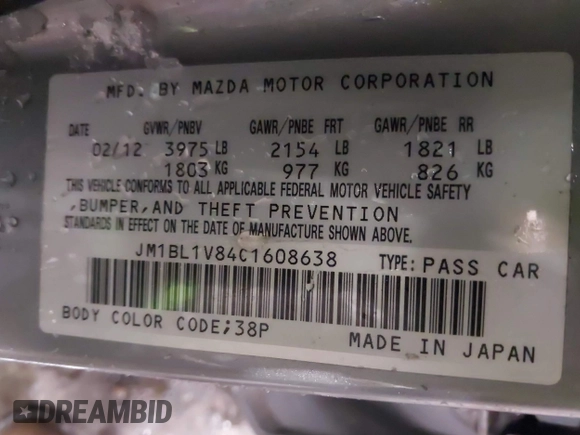 MFD. BY MAZDA MOTOR CORPORATION
DATE GVWR/PNBV GAWR/PNBE FRT GAWR/PNBE RR
02/12 3975 LB 2154 LB 1821 LB
1803 KG 977 KG 826 KG
THIS VEHICLE CONFORMS TO ALL APPLICABLE FEDERAL MOTOR VEHICLE SAFETY
,BUMPER,AND THEFT PREVENTION
STANDARDS IN EFFECT ON THE DATE OF MANUFACTURE SHOWN ABOVE.
JM1BL1V84C1608638 TYPE: PASS CAR
BODY COLOR CODE;38P
MADE IN JAPAN
DREAMBID